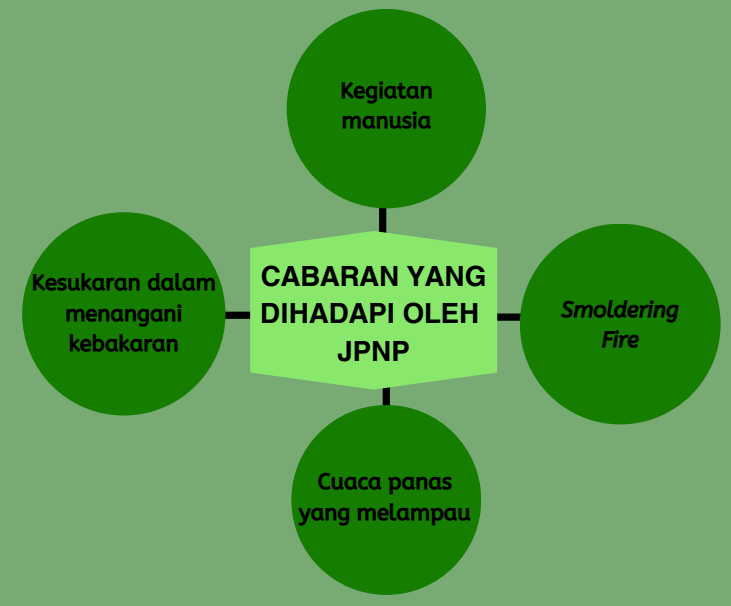 Kegiatan
manusia
Kesukaran dalam
menangani
kebakaran
CABARAN YANG
DIHADAPI OLEH
JPNP
Smoldering
Fire
Cuaca panas
yang melampau